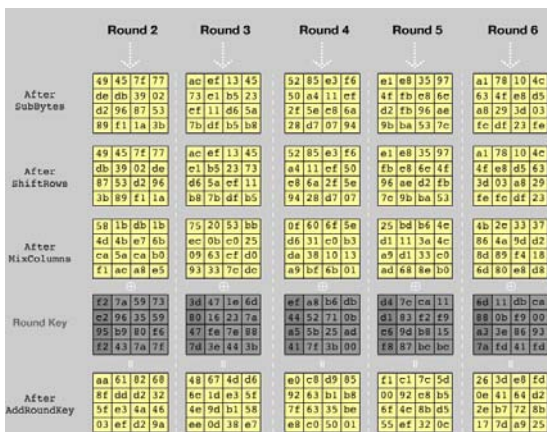 Round 2 Round 3 Round 4 Round 5 Round 6
After
SubBytes
49 45 7f 77 ac ef 13 45 52 85 e3 f6 e1 e8 35 97 a1 78 10 4c
de db 39 02 73 c1 b5 23 50 a4 11 cf 4f fb c8 6c 63 4f e8 d5
d2 96 87 53 cf 11 d6 5a 2f 5e c8 6a d2 fb 96 ae a8 29 3d 03
89 f1 1a 3b 7b df b5 b8 28 d7 07 94 9b ba 53 7c fc df 23 fe
After
ShiftRows
49 45 7f 77 ac ef 13 45 52 85 e3 f6 e1 e8 35 97 a1 78 10 4c
db 39 02 de c1 b5 23 73 a4 11 cf 50 fb c8 6c 4f 4f e8 d5 63
87 53 d2 96 d6 5a cf 11 c8 6a 2f 5e 96 ae d2 fb 3d 03 a8 29
3b 89 f1 1a b8 7b df b5 94 28 d7 07 7c 9b ba 53 fe fc df 23
After
MixColumns
58 1b db 1b 75 20 53 bb 0f 60 6f 5e 25 bd b6 4c 4b 2c 33 37
4d 4b e7 6b ec 0b c0 25 d6 31 c0 b3 d1 11 3a 4c 86 4a 9d d2
ca 5a ca b0 09 63 cf d0 da 38 10 13 a9 d1 33 c0 8d 89 f4 18
f1 ac a8 e5 93 33 7c dc a9 bf 6b 01 ad 68 8e b0 6d 80 e8 d8
⊕ ⊕ ⊕ ⊕ ⊕
Round Key
f2 7a 59 73 3d 47 1e 6d ef a8 b6 db d4 7c ca 11 6d 11 db ca
c2 96 35 59 80 16 23 7a 44 52 71 0b d1 83 f2 f9 88 0b f9 00
95 b9 80 f6 47 fe 7e 88 a5 5b 25 ad c6 9d b8 15 a3 3e 86 93
f2 43 7a 7f 7d 3e 44 3b 41 7f 3b 00 f8 87 bc bc 7a fd 41 fd
After
AddRoundKey
aa 61 82 68 48 67 4d d6 e0 c8 d9 85 f1 c1 7c 5d 26 3d e8 fd
8f dd d2 32 6c 1d e3 5f 92 63 b1 b8 00 92 c8 b5 0e 41 64 d2
5f e3 4a 46 4e 9d b1 58 7f 63 35 be 6f 4c 8b d5 2e b7 72 8b
03 ef d2 9a ee 0d 38 e7 e8 c0 50 01 55 ef 32 0c 17 7d a9 25